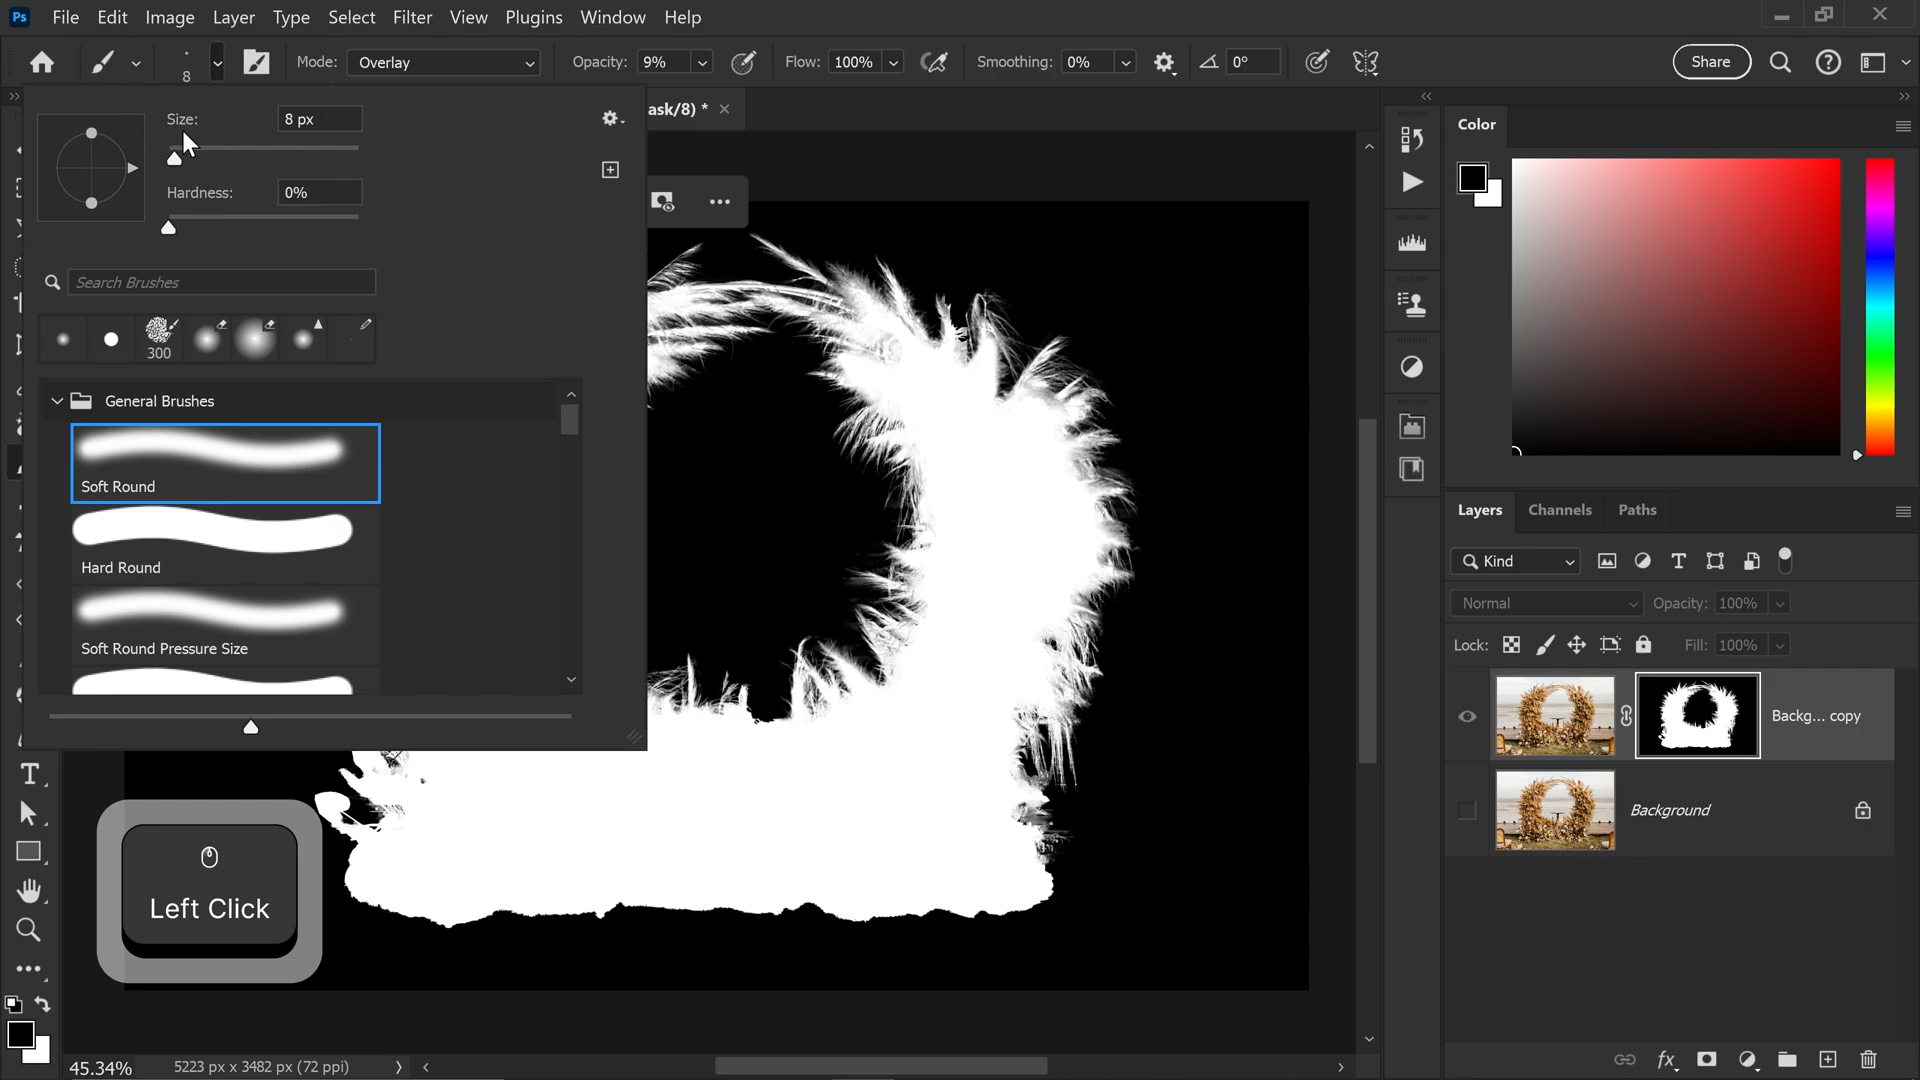 Ps File Edit Image Layer Type Select Filter View Plugins Window Help
8 Mode: Overlay Opacity: 9% Flow: 100% Smoothing: 0% 0° Share
ask/8) *
Size: 8 px
Hardness: 0%
Search Brushes
300
General Brushes
Soft Round
Hard Round
Soft Round Pressure Size
Left Click
Color
Layers Channels Paths
Kind
Normal Opacity: 100%
Lock: Fill: 100%
Backg... copy
Background
45.34% 5223 px x 3482 px (72 ppi)